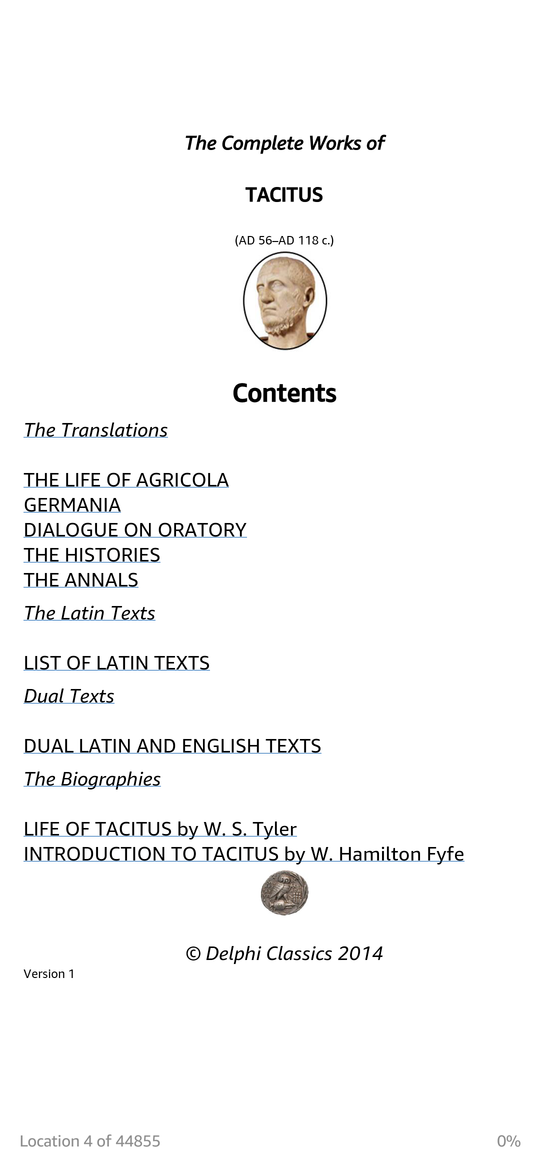 The Complete Works of
TACITUS
(AD 56–AD 118 c.)
Contents
The Translations
THE LIFE OF AGRICOLA
GERMANIA
DIALOGUE ON ORATORY
THE HISTORIES
THE ANNALS
The Latin Texts
LIST OF LATIN TEXTS
Dual Texts
DUAL LATIN AND ENGLISH TEXTS
The Biographies
LIFE OF TACITUS by W. S. Tyler
INTRODUCTION TO TACITUS by W. Hamilton Fyfe
© Delphi Classics 2014
Version 1
Location 4 of 44855 0%